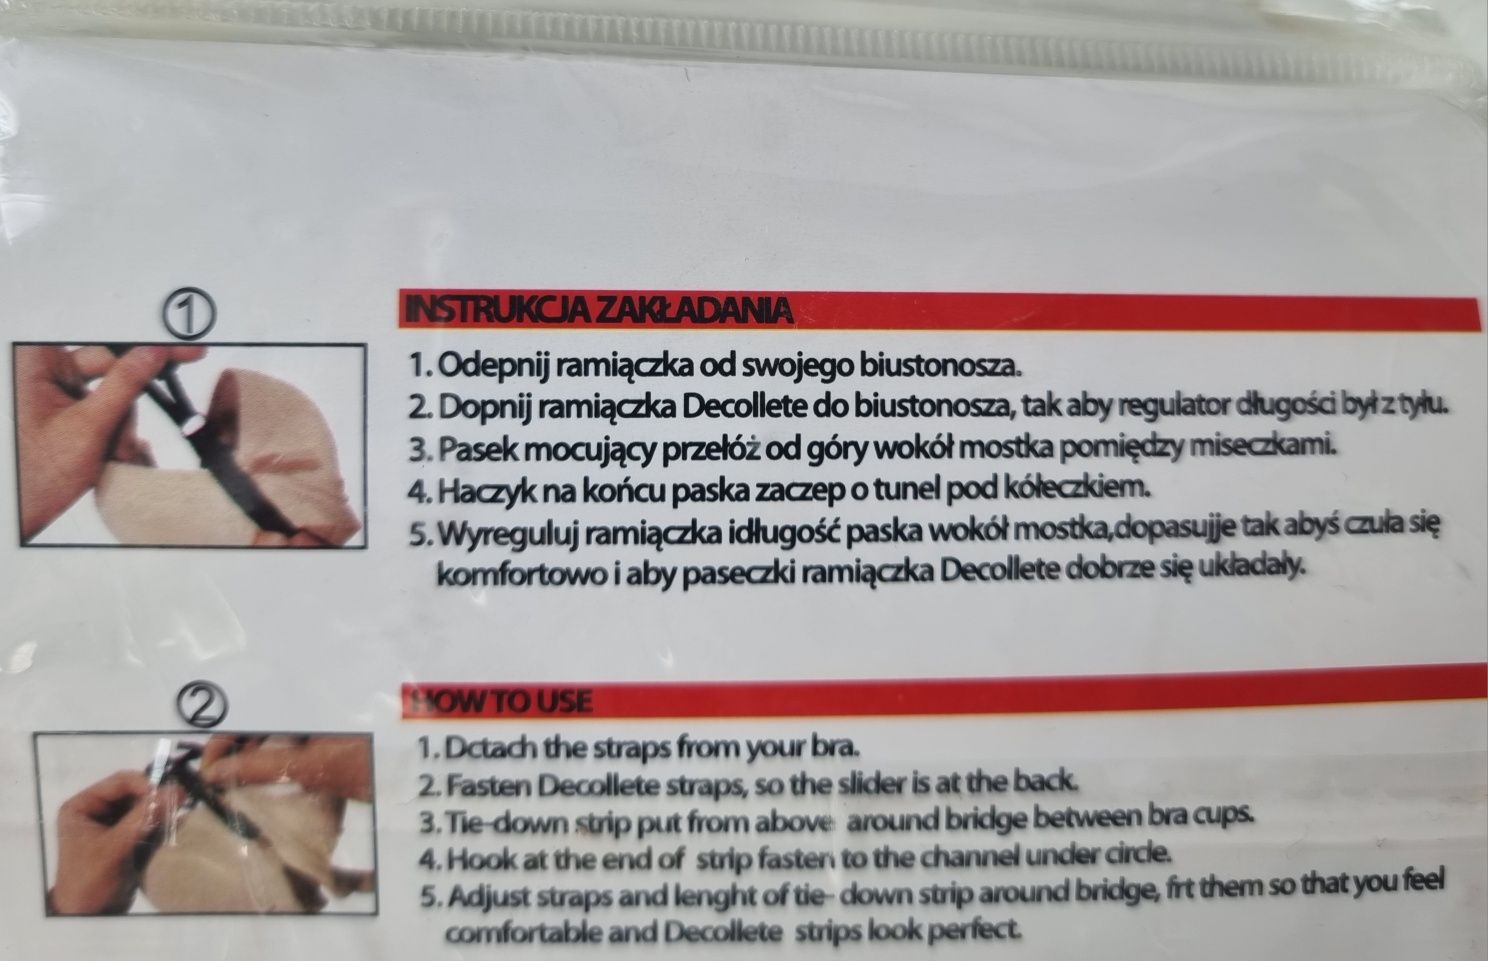 1
INSTRUKCJA ZAKŁADANIA
1. Odepnij ramiączka od swojego biustonosza.
2. Dopnij ramiączka Decollete do biustonosza, tak aby regulator długości był z tyłu.
3. Pasek mocujący przełóż od góry wokół mostka pomiędzy miseczkami.
4. Haczyk na końcu paska zaczep o tunel pod kółeczkiem.
5. Wyreguluj ramiączka idługość paska wokół mostka,dopasujje tak abyś czuła się
komfortowo i aby paseczki ramiączka Decollete dobrze się układały.
2
HOW TO USE
1. Dctach the straps from your bra.
2. Fasten Decollete straps, so the slider is at the back.
3. Tie-down strip put from above around bridge between bra cups.
4. Hook at the end of strip fasten to the channel under circle.
5. Adjust straps and lenght of tie- down strip around bridge, frt them so that you feel
comfortable and Decollete strips look perfect.